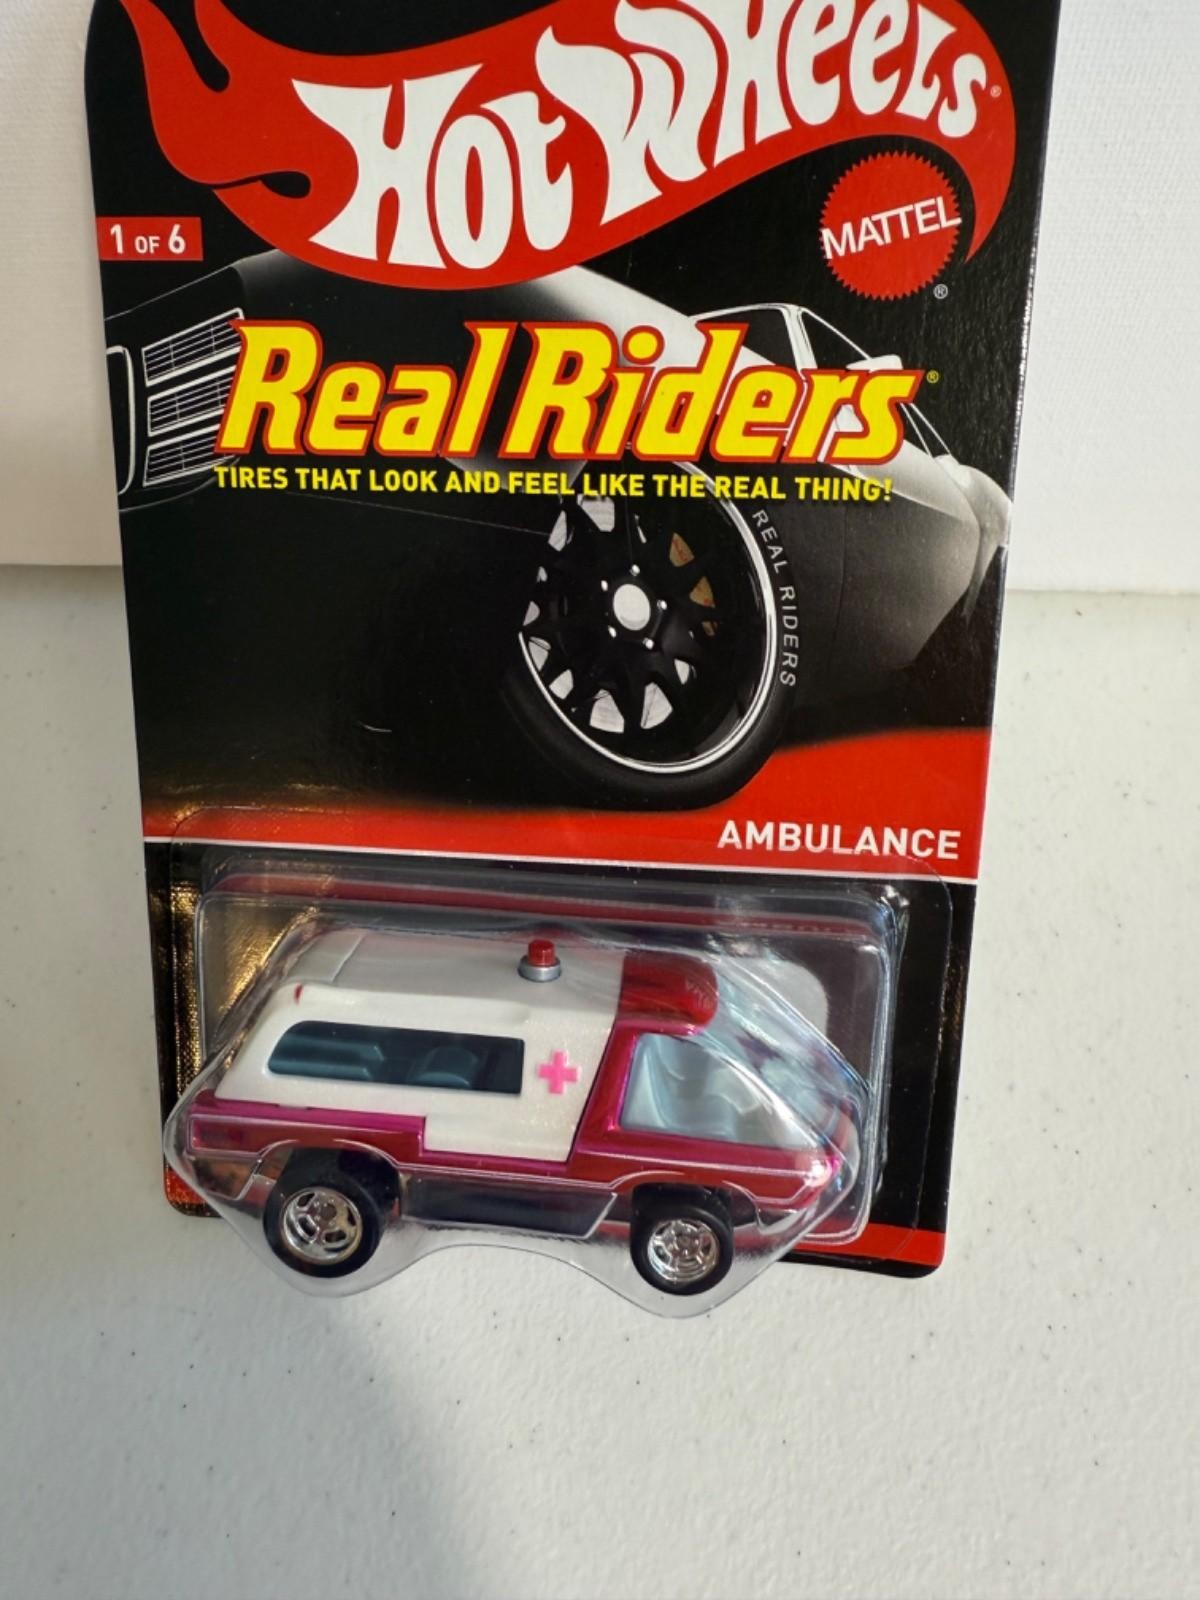 Hot Wheels®
MATTEL
®
1 OF 6
Real Riders®
TIRES THAT LOOK AND FEEL LIKE THE REAL THING!
REAL RIDERS
AMBULANCE